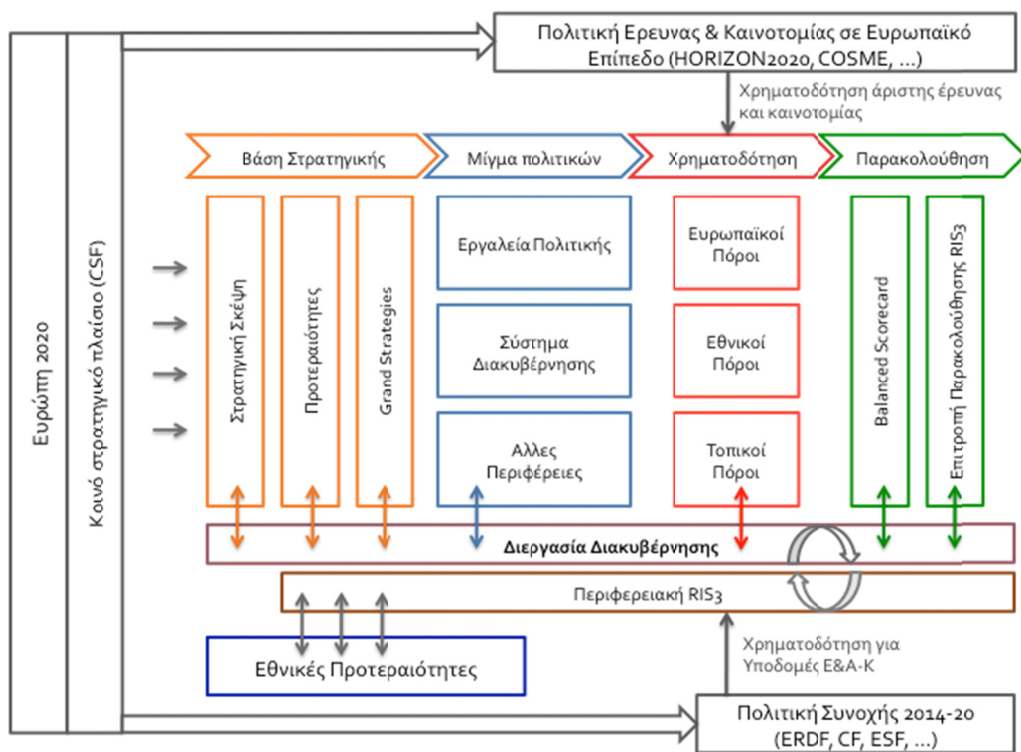 Πολιτική Ερευνας & Καινοτομίας σε Ευρωπαϊκό
Επίπεδο (HORIZON2020, COSME, ...)
Χρηματοδότηση άριστης έρευνας
και καινοτομίας
Βάση Στρατηγικής
Μίγμα πολιτικών
Χρηματοδότηση
Παρακολούθηση
Ευρώπη 2020
Κοινό στρατηγικό πλαίσιο (CSF)
Στρατηγική Σκέψη
Προτεραιότητες
Grand Strategies
Εργαλεία Πολιτικής
Σύστημα
Διακυβέρνησης
Αλλες
Περιφέρειες
Ευρωπαϊκοί
Πόροι
Εθνικοί
Πόροι
Τοπικοί
Πόροι
Balanced Scorecard
Επιτροπή Παρακολούθησης RIS3
Διεργασία Διακυβέρνησης
Περιφερειακή RIS3
Εθνικές Προτεραιότητες
Χρηματοδότηση για
Υποδομές Ε&Α-Κ
Πολιτική Συνοχής 2014-20
(ERDF, CF, ESF, ...)